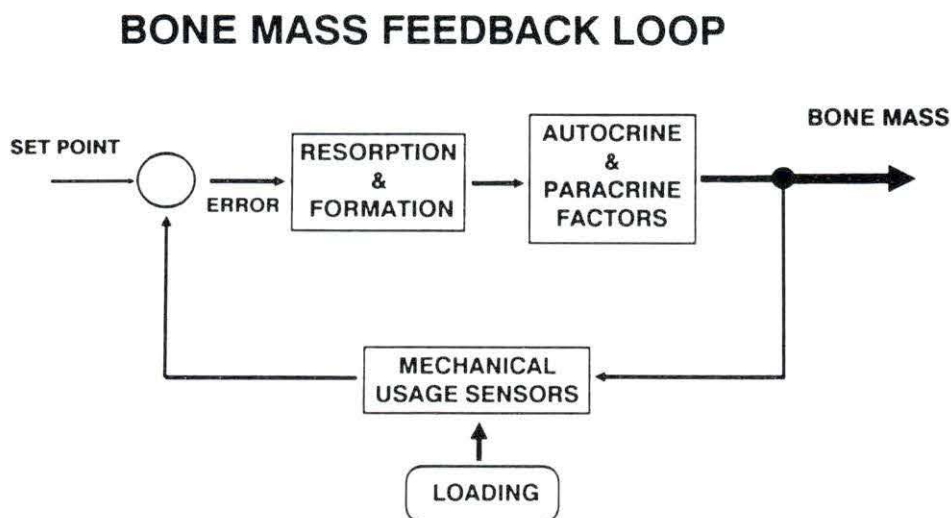 BONE MASS FEEDBACK LOOP
BONE MASS
SET POINT
ERROR
RESORPTION
&
FORMATION
AUTOCRINE
&
PARACRINE
FACTORS
MECHANICAL
USAGE SENSORS
LOADING